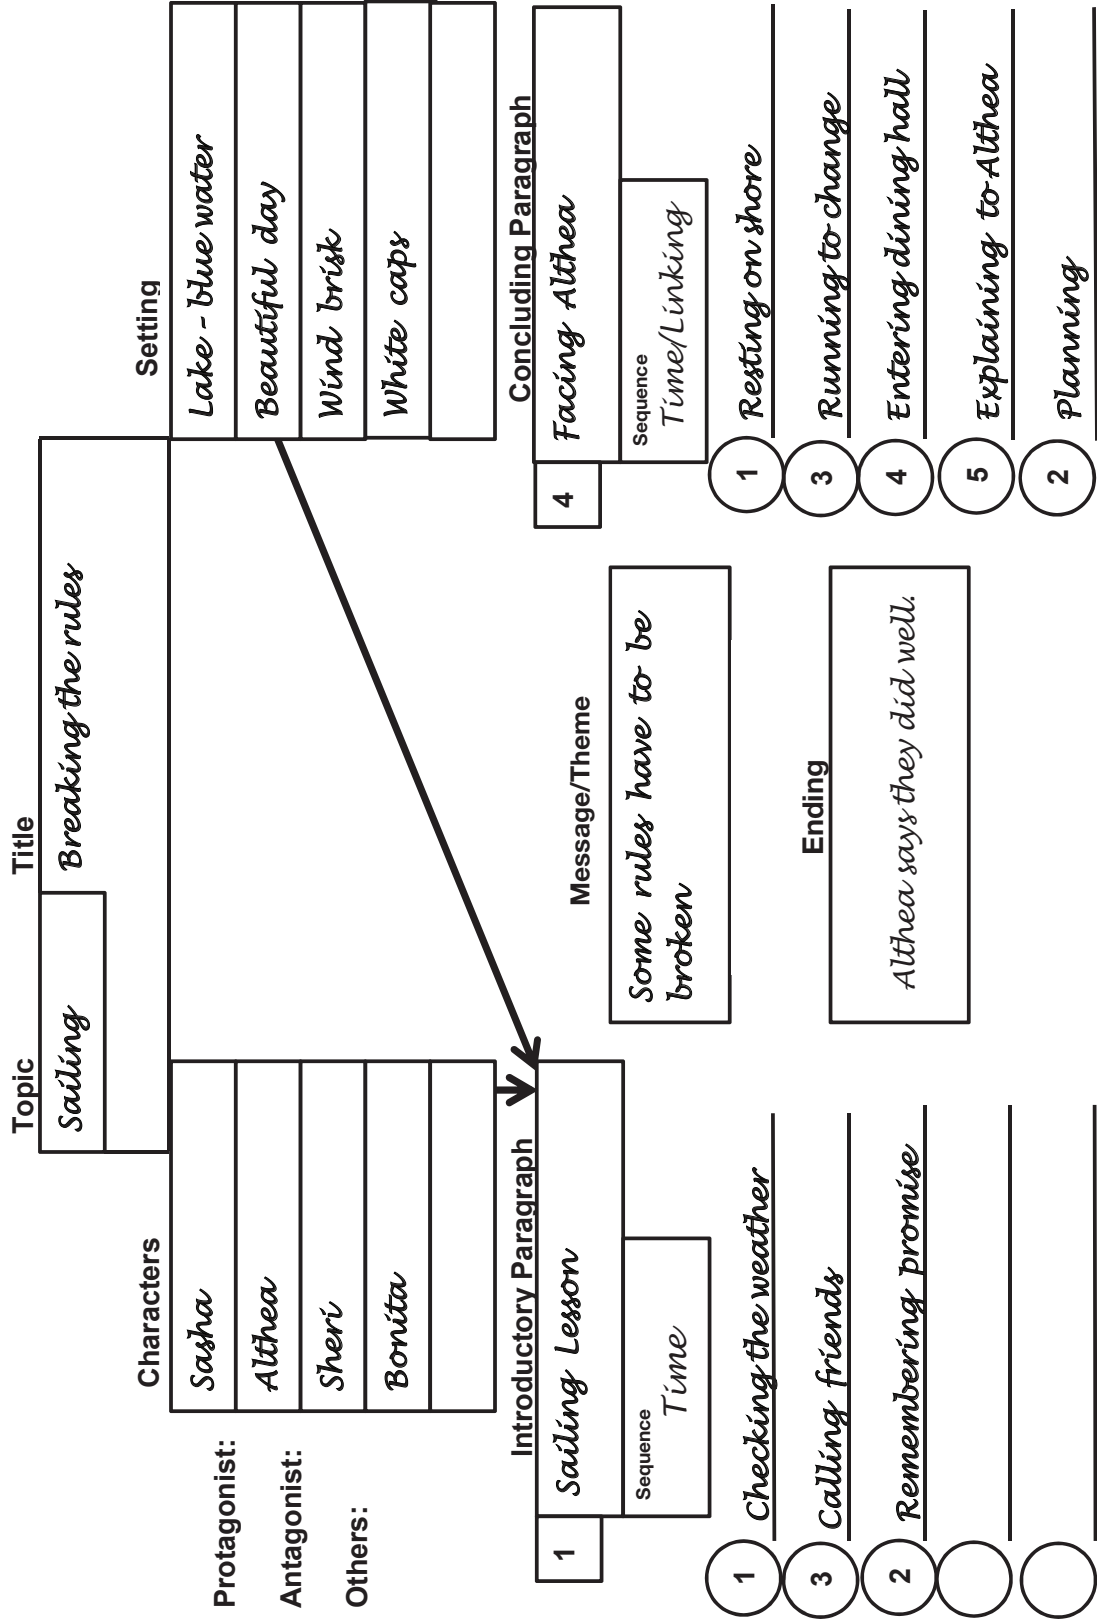 Topic
Title
Sailing
Breaking the rules
Characters
Setting
Protagonist:
Sasha
Lake - blue water
Antagonist:
Althea
Beautiful day
Others:
Sheri
Wind brisk
Bonita
White caps
Introductory Paragraph
1
Sailing Lesson
Sequence
Time
1
Checking the weather
3
Calling friends
2
Remembering promise
Message/Theme
Some rules have to be
broken
Ending
Althea says they did well.
Concluding Paragraph
4
Facing Althea
Sequence
Time/Linking
1
Resting on shore
3
Running to change
4
Entering dining hall
5
Explaining to Althea
2
Planning